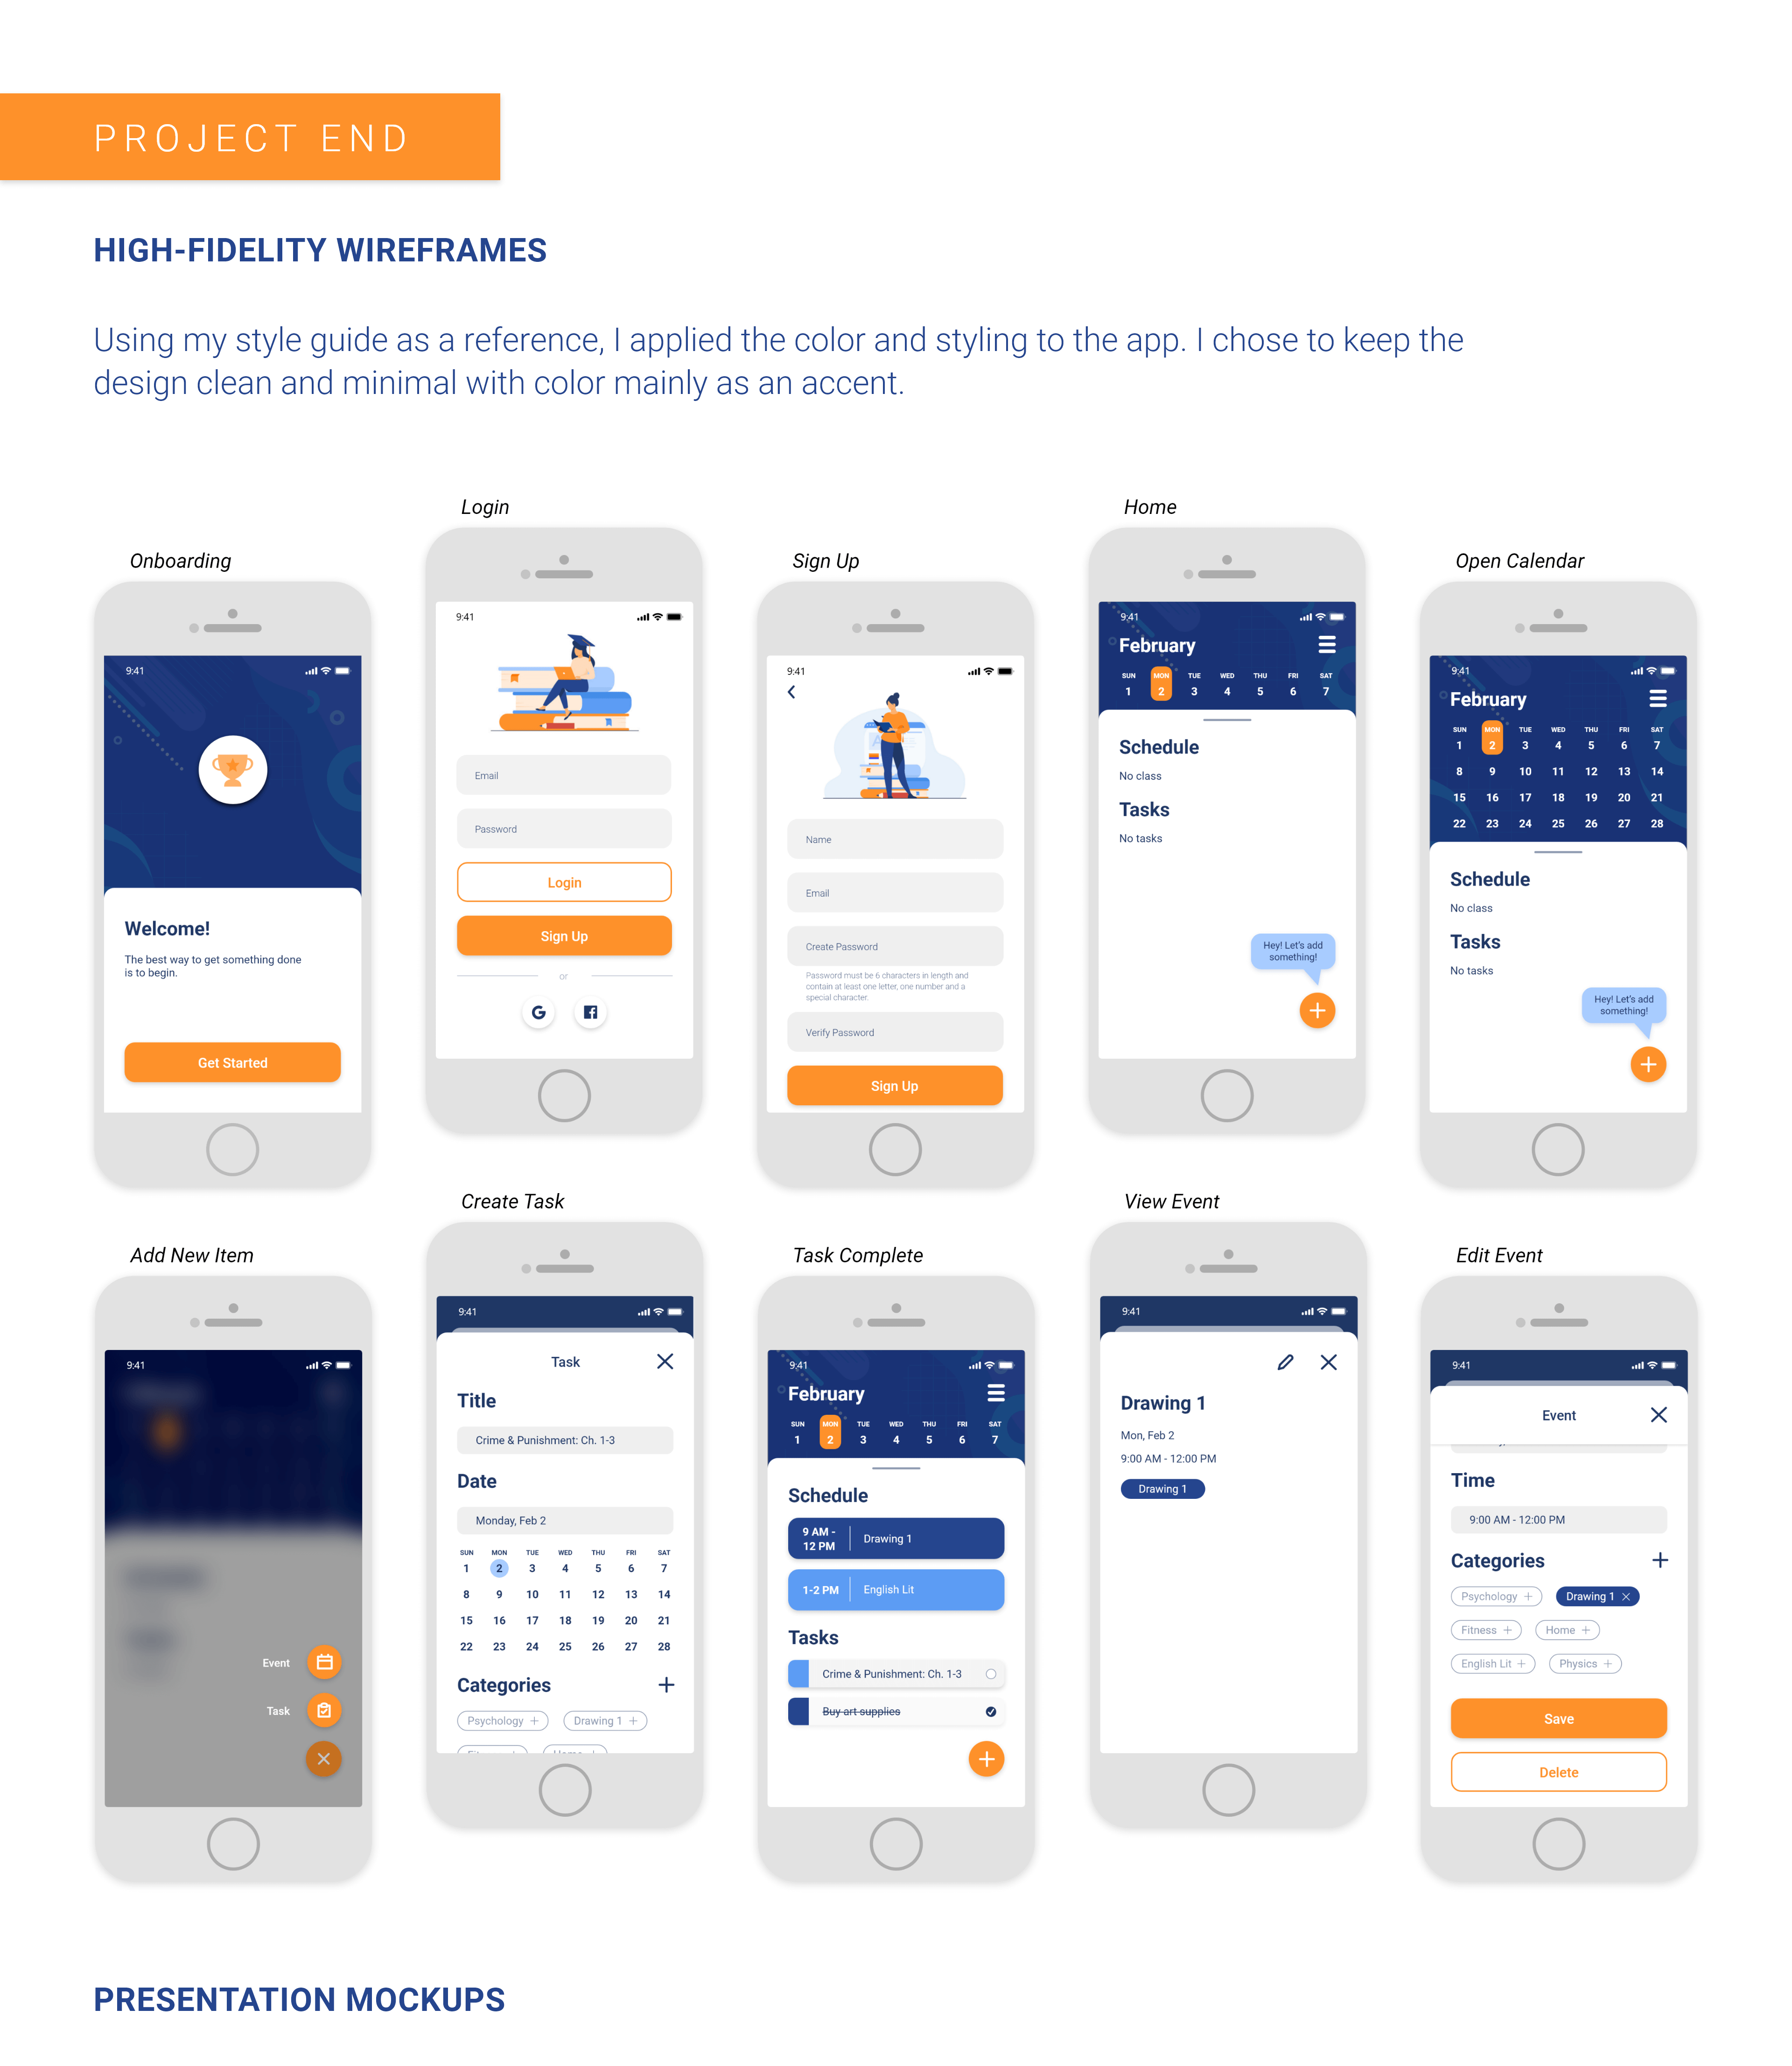 PROJECT END
HIGH-FIDELITY WIREFRAMES
Using my style guide as a reference, I applied the color and styling to the app. I chose to keep the
design clean and minimal with color mainly as an accent.
Onboarding
9:41
Welcome!
The best way to get something done
is to begin.
Get Started
Login
9:41
Email
Password
Login
Sign Up
or
Sign Up
9:41
Name
Email
Create Password
Password must be 6 characters in length and
contain at least one letter, one number and a
special character.
Verify Password
Sign Up
Home
9:41
February
SUN MON TUE WED THU FRI SAT
1 2 3 4 5 6 7
Schedule
No class
Tasks
No tasks
Hey! Let's add
something!
Open Calendar
9:41
February
SUN MON TUE WED THU FRI SAT
1 2 3 4 5 6 7
8 9 10 11 12 13 14
15 16 17 18 19 20 21
22 23 24 25 26 27 28
Schedule
No class
Tasks
No tasks
Hey! Let's add
something!
Add New Item
9:41
Event
Task
Create Task
9:41
Task
Title
Crime & Punishment: Ch. 1-3
Date
Monday, Feb 2
SUN MON TUE WED THU FRI SAT
1 2 3 4 5 6 7
8 9 10 11 12 13 14
15 16 17 18 19 20 21
22 23 24 25 26 27 28
Categories
Psychology Drawing 1
Task Complete
9:41
February
SUN MON TUE WED THU FRI SAT
1 2 3 4 5 6 7
Schedule
9 AM -
12 PM
Drawing 1
1-2 PM English Lit
Tasks
Crime & Punishment: Ch. 1-3
Buy art supplies
View Event
9:41
Drawing 1
Mon, Feb 2
9:00 AM - 12:00 PM
Drawing 1
Edit Event
9:41
Event
Time
9:00 AM - 12:00 PM
Categories
Psychology Drawing 1
Fitness Home
English Lit Physics
Save
Delete
PRESENTATION MOCKUPS